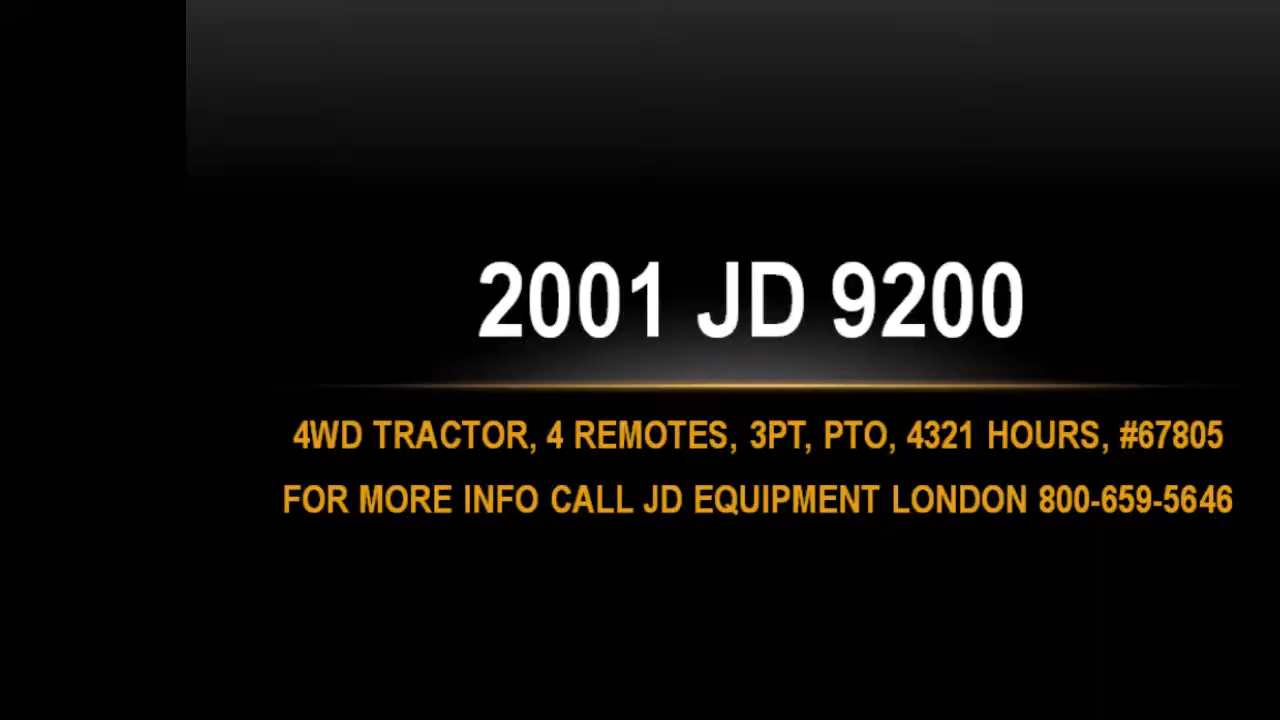 2001 JD 9200
4WD TRACTOR, 4 REMOTES, 3PT, PTO, 4321 HOURS, #67805
FOR MORE INFO CALL JD EQUIPMENT LONDON 800-659-5646